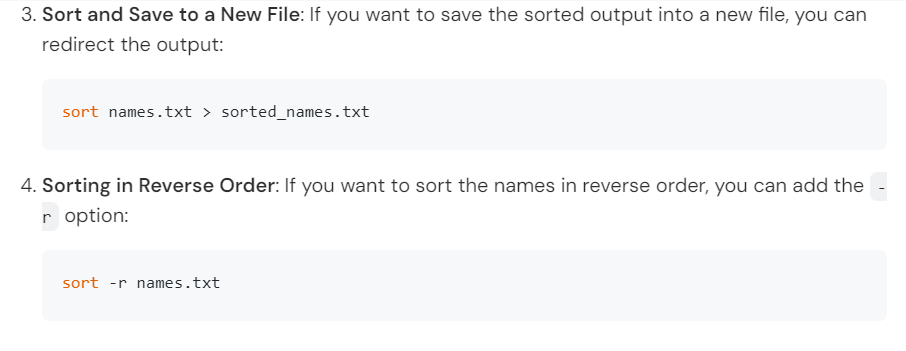 3. Sort and Save to a New File: If you want to save the sorted output into a new file, you can
redirect the output:
sort names.txt > sorted_names.txt
4. Sorting in Reverse Order: If you want to sort the names in reverse order, you can add the -
r option:
sort -r names.txt